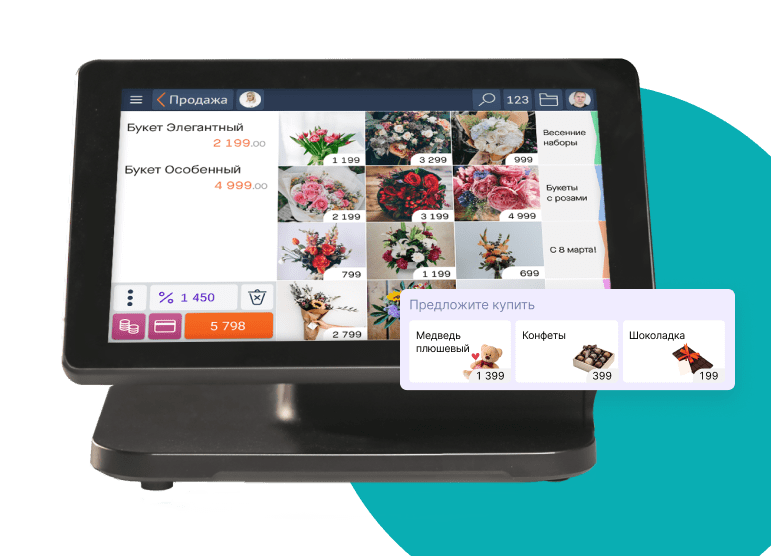 Продажа
123
Букет Элегантный
2 199.00
Букет Особенный
4 999.00
% 1 450
5 798
1 199
3 299
999
Весенние
наборы
2 199
3 199
4 999
Букеты
с розами
799
1 199
699
С 8 марта!
2 799
Предложите купить
Медведь
плюшевый
1 399
Конфеты
399
Шоколадка
199